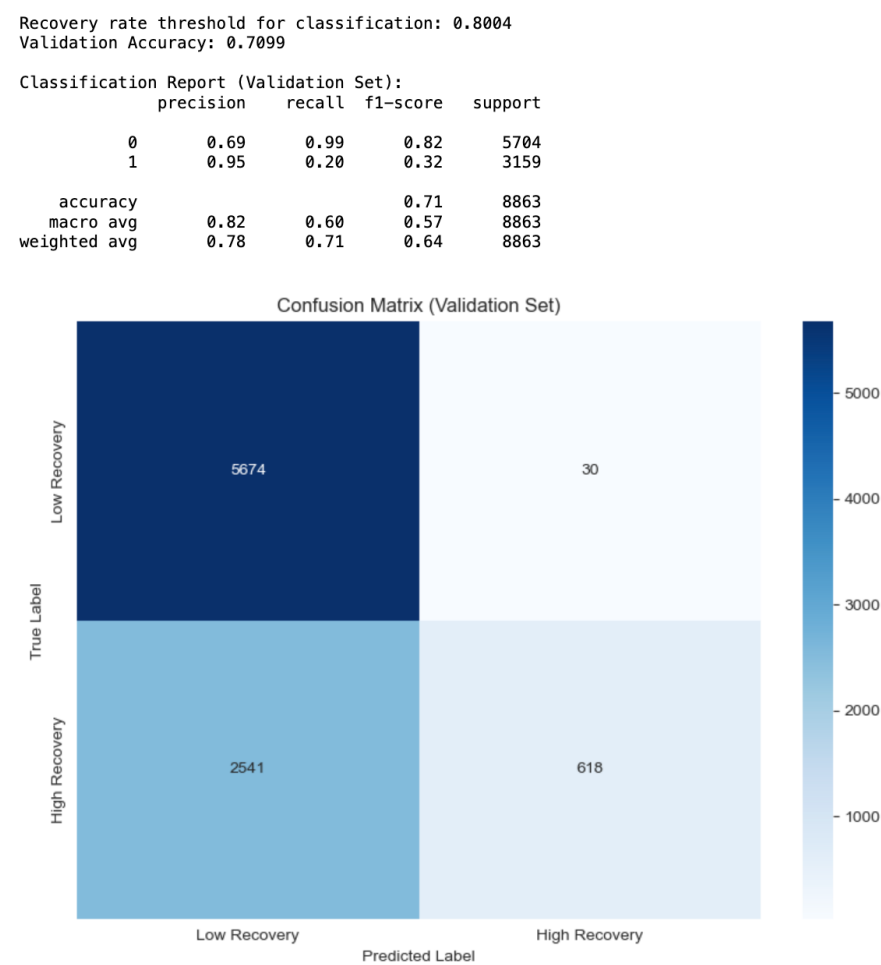 Recovery rate threshold for classification: 0.8004
Validation Accuracy: 0.7099
Classification Report (Validation Set):
precision recall f1-score support
0 0.69 0.99 0.82 5704
1 0.95 0.20 0.32 3159
accuracy 0.71 8863
macro avg 0.82 0.60 0.57 8863
weighted avg 0.78 0.71 0.64 8863
Confusion Matrix (Validation Set)
True Label
Low Recovery
5674 30
High Recovery
2541 618
Low Recovery High Recovery
Predicted Label
5000
4000
3000
2000
1000